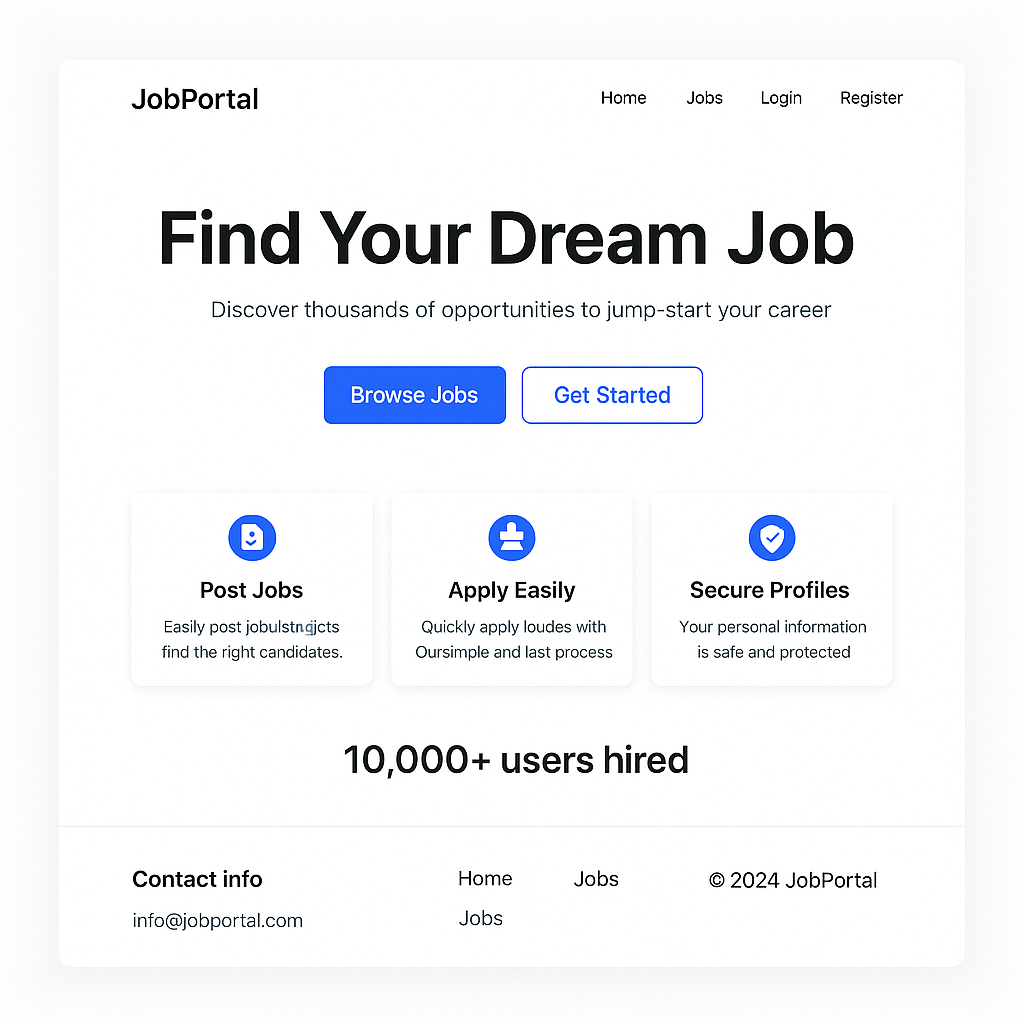 JobPortal
Home Jobs Login Register
Find Your Dream Job
Discover thousands of opportunities to jump-start your career
Browse Jobs Get Started
Post Jobs
Easily post
find the right candidates.
Apply Easily
Quickly apply loudes with
Oursimple and last process
Secure Profiles
Your personal information
is safe and protected
10,000+ users hired
Contact info
info@jobportal.com
Home Jobs
Jobs
© 2024 JobPortal